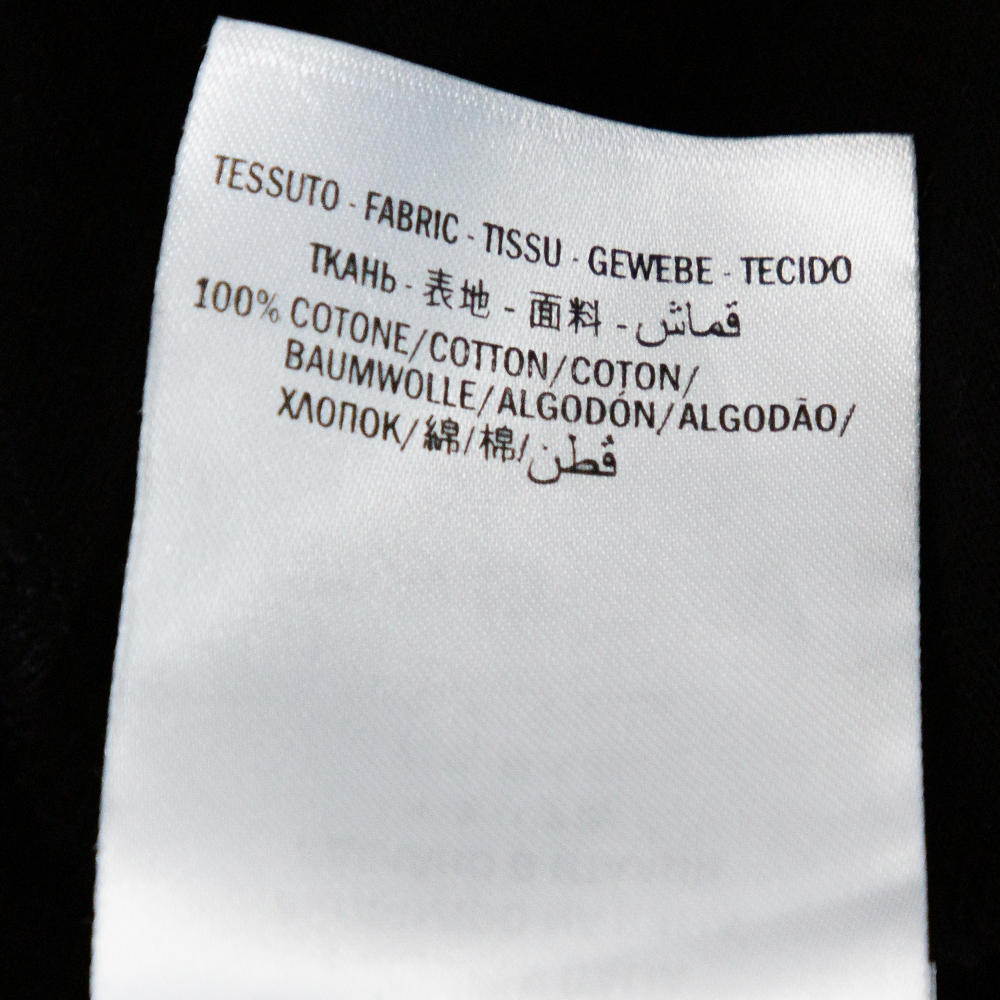 TESSUTO - FABRIC - TISSU - GEWEBE - TECIDO
ТКАНЬ - 表地 - 面料 - قماش
100% COTONE/COTTON/COTON/
BAUMWOLLE/ALGODÓN/ALGODÃO/
ХЛОПОК/綿/棉/قطن